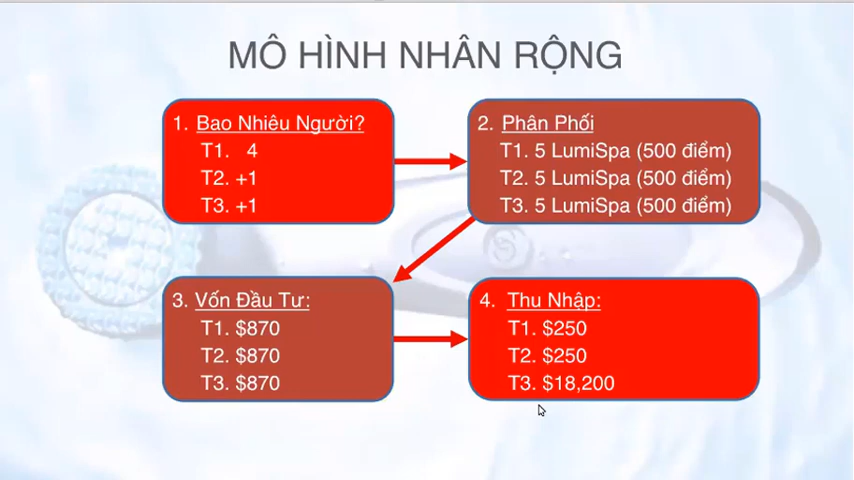 MÔ HÌNH NHÂN RỘNG
1. Bao Nhiêu Người?
T1. 4
T2. +1
T3. +1
2. Phân Phối
T1. 5 LumiSpa (500 điểm)
T2. 5 LumiSpa (500 điểm)
T3. 5 LumiSpa (500 điểm)
3. Vốn Đầu Tư:
T1. $870
T2. $870
T3. $870
4. Thu Nhập:
T1. $250
T2. $250
T3. $18,200